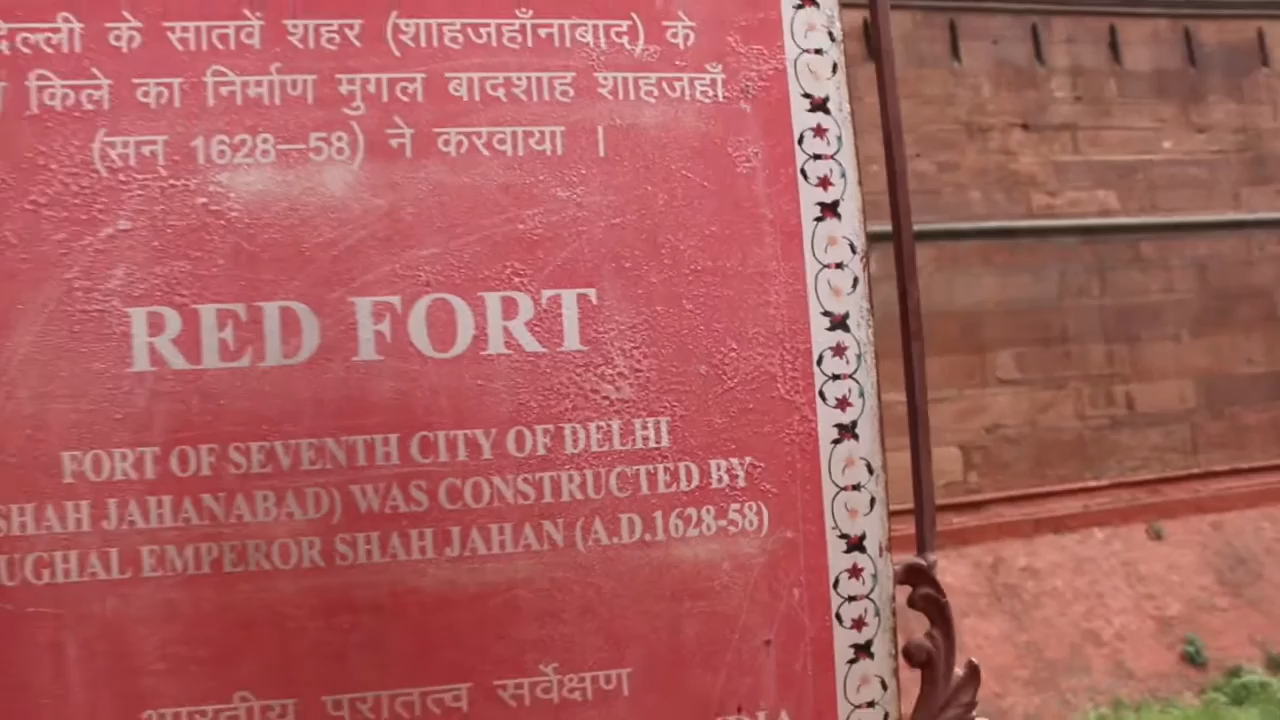 के सातवें शहर (शाहजहाँनाबाद) के
किले का निर्माण मुगल बादशाह शाहजहाँ
(सन् 1628–58) ने करवाया ।
RED FORT
FORT OF SEVENTH CITY OF DELHI
SHAH JAHANABAD) WAS CONSTRUCTED BY
UGHAL EMPEROR SHAH JAHAN (A.D.1628-58)
भारतीय पुरातत्व सर्वेक्षण